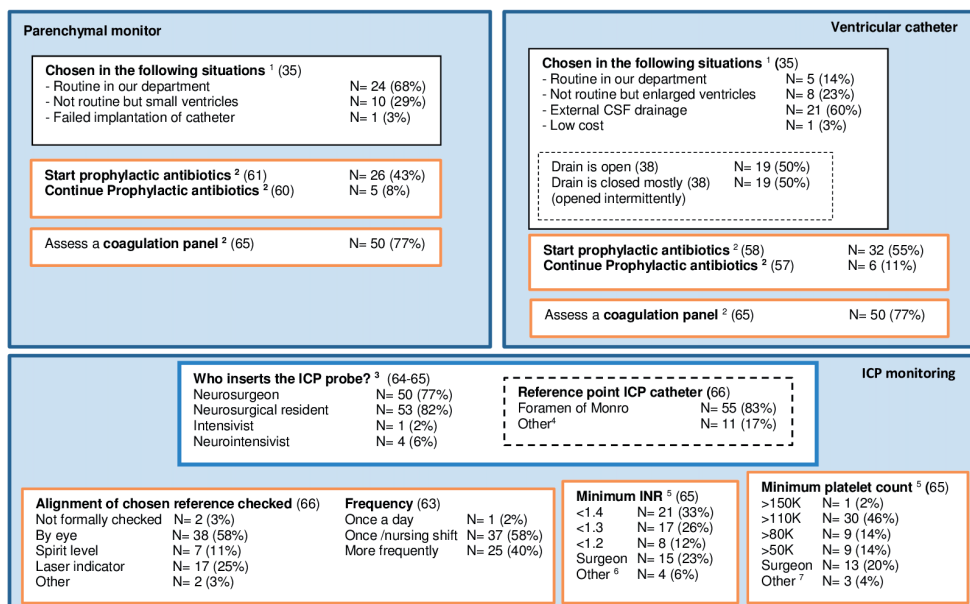 Parenchymal monitor
Chosen in the following situations ¹ (35)
- Routine in our department N= 24 (68%)
- Not routine but small ventricles N= 10 (29%)
- Failed implantation of catheter N= 1 (3%)
Start prophylactic antibiotics ² (61) N= 26 (43%)
Continue Prophylactic antibiotics ² (60) N= 5 (8%)
Assess a coagulation panel ² (65) N= 50 (77%)
Ventricular catheter
Chosen in the following situations ¹ (35)
- Routine in our department N= 5 (14%)
- Not routine but enlarged ventricles N= 8 (23%)
- External CSF drainage N= 21 (60%)
- Low cost N= 1 (3%)
Drain is open (38) N= 19 (50%)
Drain is closed mostly (38) N= 19 (50%)
(opened intermittently)
Start prophylactic antibiotics ² (58) N= 32 (55%)
Continue Prophylactic antibiotics ² (57) N= 6 (11%)
Assess a coagulation panel ² (65) N= 50 (77%)
ICP monitoring
Who inserts the ICP probe? ³ (64-65)
Neurosurgeon N= 50 (77%)
Neurosurgical resident N= 53 (82%)
Intensivist N= 1 (2%)
Neurointensivist N= 4 (6%)
Reference point ICP catheter (66)
Foramen of Monro N= 55 (83%)
Other⁴ N= 11 (17%)
Alignment of chosen reference checked (66)
Not formally checked N= 2 (3%)
By eye N= 38 (58%)
Spirit level N= 7 (11%)
Laser indicator N= 17 (25%)
Other N= 2 (3%)
Frequency (63)
Once a day N= 1 (2%)
Once /nursing shift N= 37 (58%)
More frequently N= 25 (40%)
Minimum INR ⁵ (65)
<1.4 N= 21 (33%)
<1.3 N= 17 (26%)
<1.2 N= 8 (12%)
Surgeon N= 15 (23%)
Other ⁶ N= 4 (6%)
Minimum platelet count ⁵ (65)
>150K N= 1 (2%)
>110K N= 30 (46%)
>80K N= 9 (14%)
>50K N= 9 (14%)
Surgeon N= 13 (20%)
Other ⁷ N= 3 (4%)